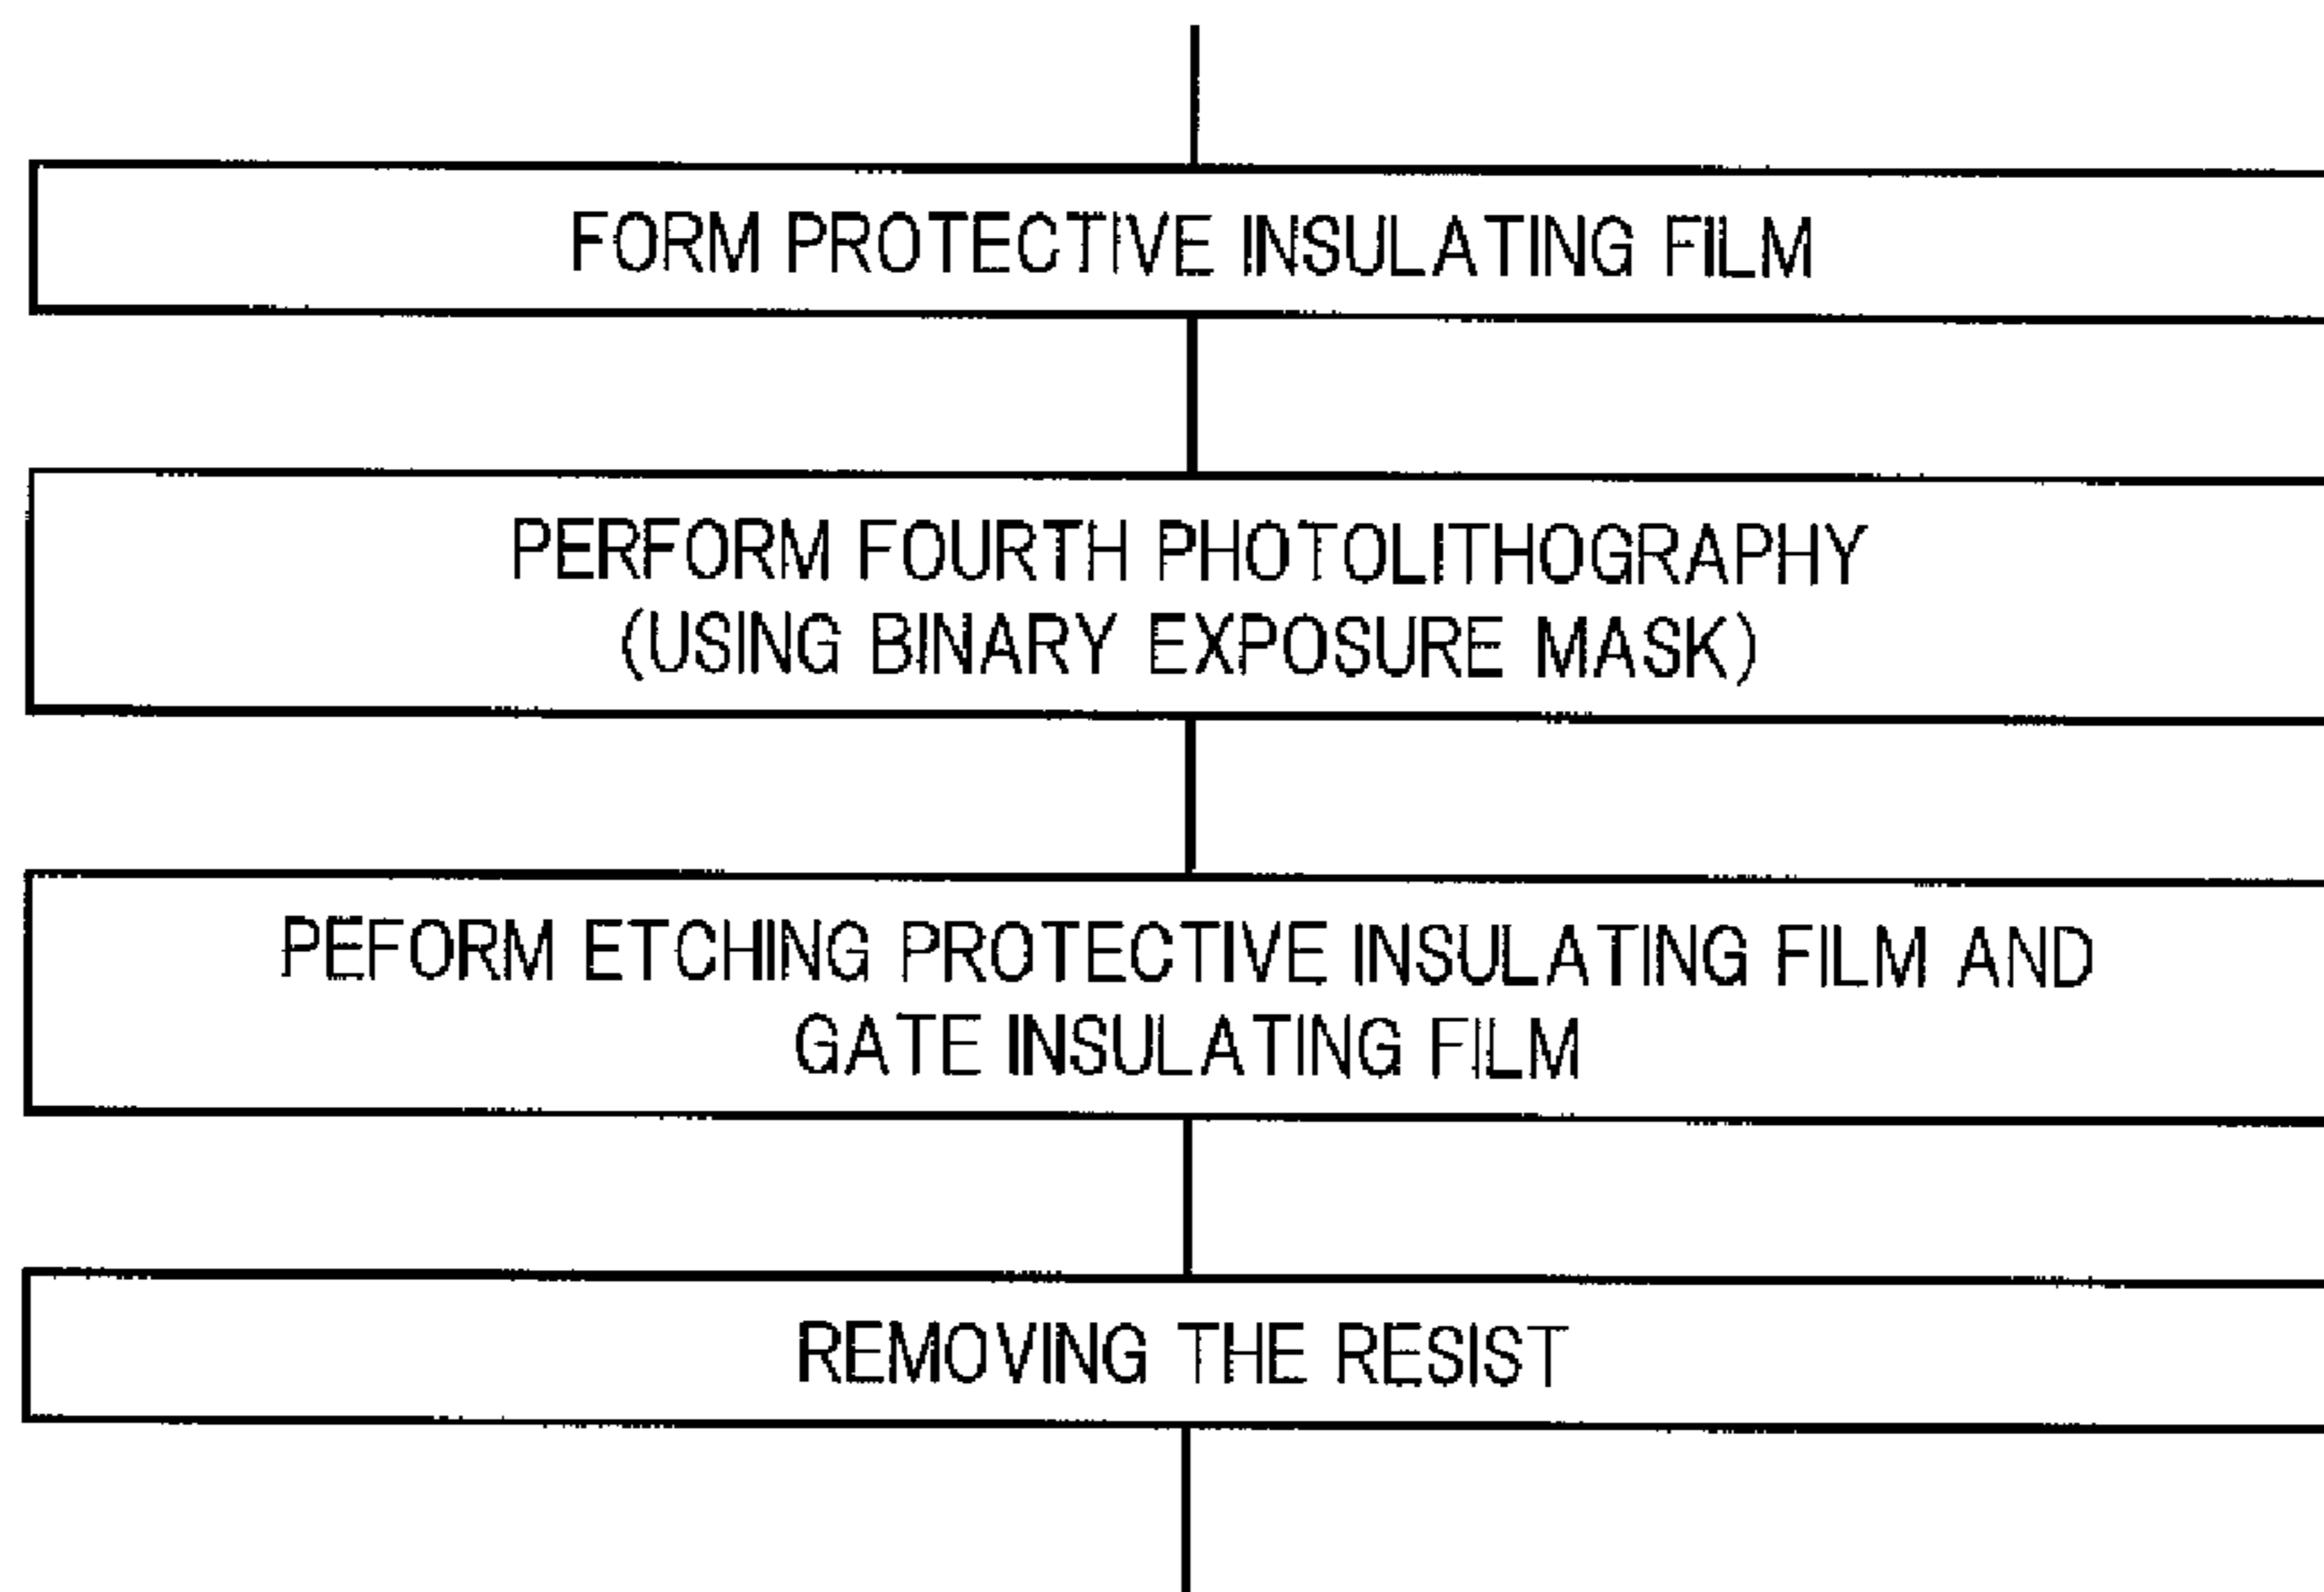 FORM PROTECTIVE INSULATING FILM
PERFORM FOURTH PHOTOLITHOGRAPHY
(USING BINARY EXPOSURE MASK)
PEFORM ETCHING PROTECTIVE INSULATING FILM AND
GATE INSULATING FILM
REMOVING THE RESIST